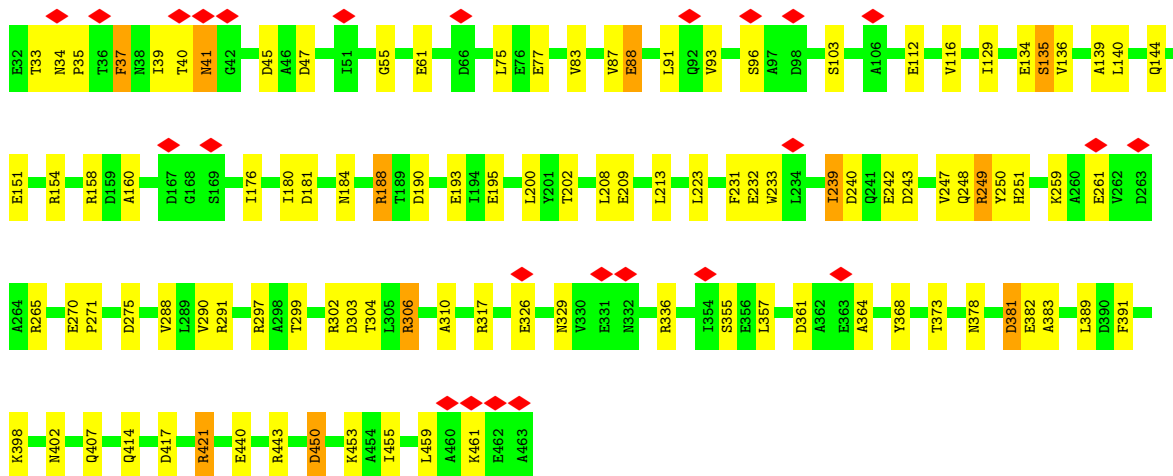 E32 T33 N34 P35 T36 F37 N38 I39 T40 N41 G42 D45 A46 D47 I51 G55 E61 D66 L75 E76 E77 V83 V87 E88 L91 Q92 V93 S96 A97 D98 S103 A106 E112 V116 I129 E134 S135 V136 A139 L140 Q144
E151 R154 R158 D159 A160 D167 G168 S169 I176 I180 D181 N184 R188 T189 D190 E193 I194 E195 L200 Y201 T202 L208 E209 L213 L223 F231 E232 W233 L234 I239 D240 Q241 E242 D243 V247 Q248 R249 Y250 H251 K259 A260 E261 V262 D263
A264 R265 E270 P271 D275 V288 L289 V290 R291 R297 A298 T299 R302 D303 T304 L305 R306 A310 R317 E326 N329 V330 E331 N332 R336 I354 S355 E356 L357 D361 A362 E363 A364 Y368 T373 N378 D381 E382 A383 L389 D390 F391
K398 N402 Q407 Q414 D417 R421 E440 R443 D450 K453 A454 I455 L459 A460 K461 E462 A463